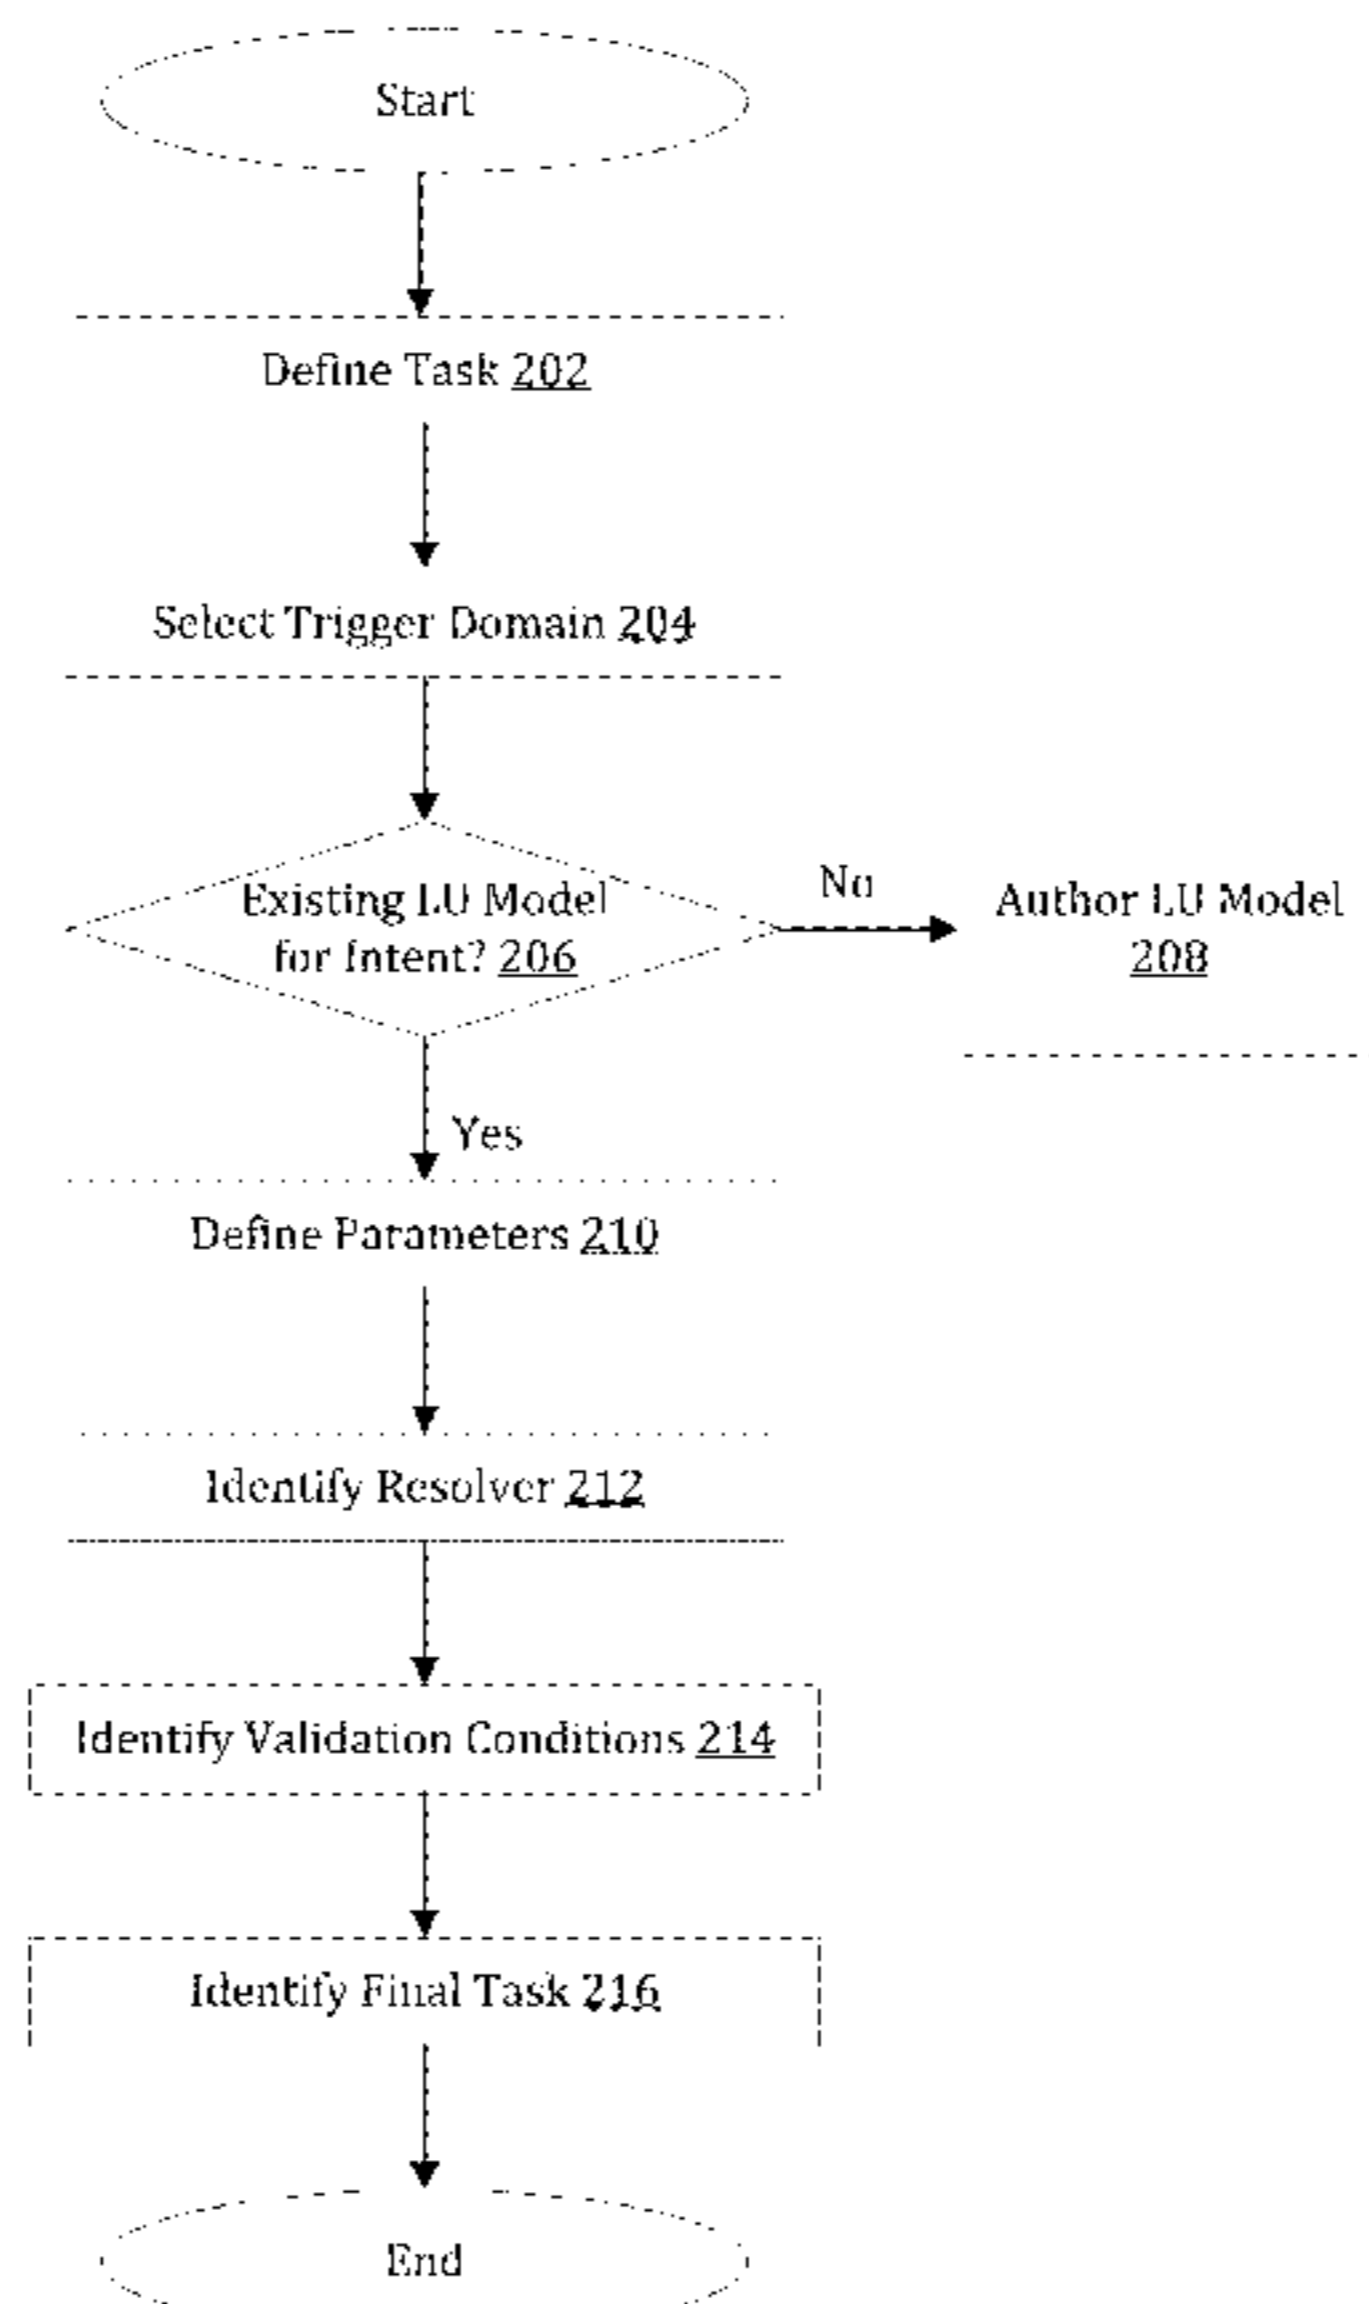 Start
Define Task 202
Select Trigger Domain 204
Existing LU Model
for Intent? 206
No
Author LU Model
208
Yes
Define Parameters 210
Identify Resolver 212
Identify Validation Conditions 214
Identify Final Task 216
End